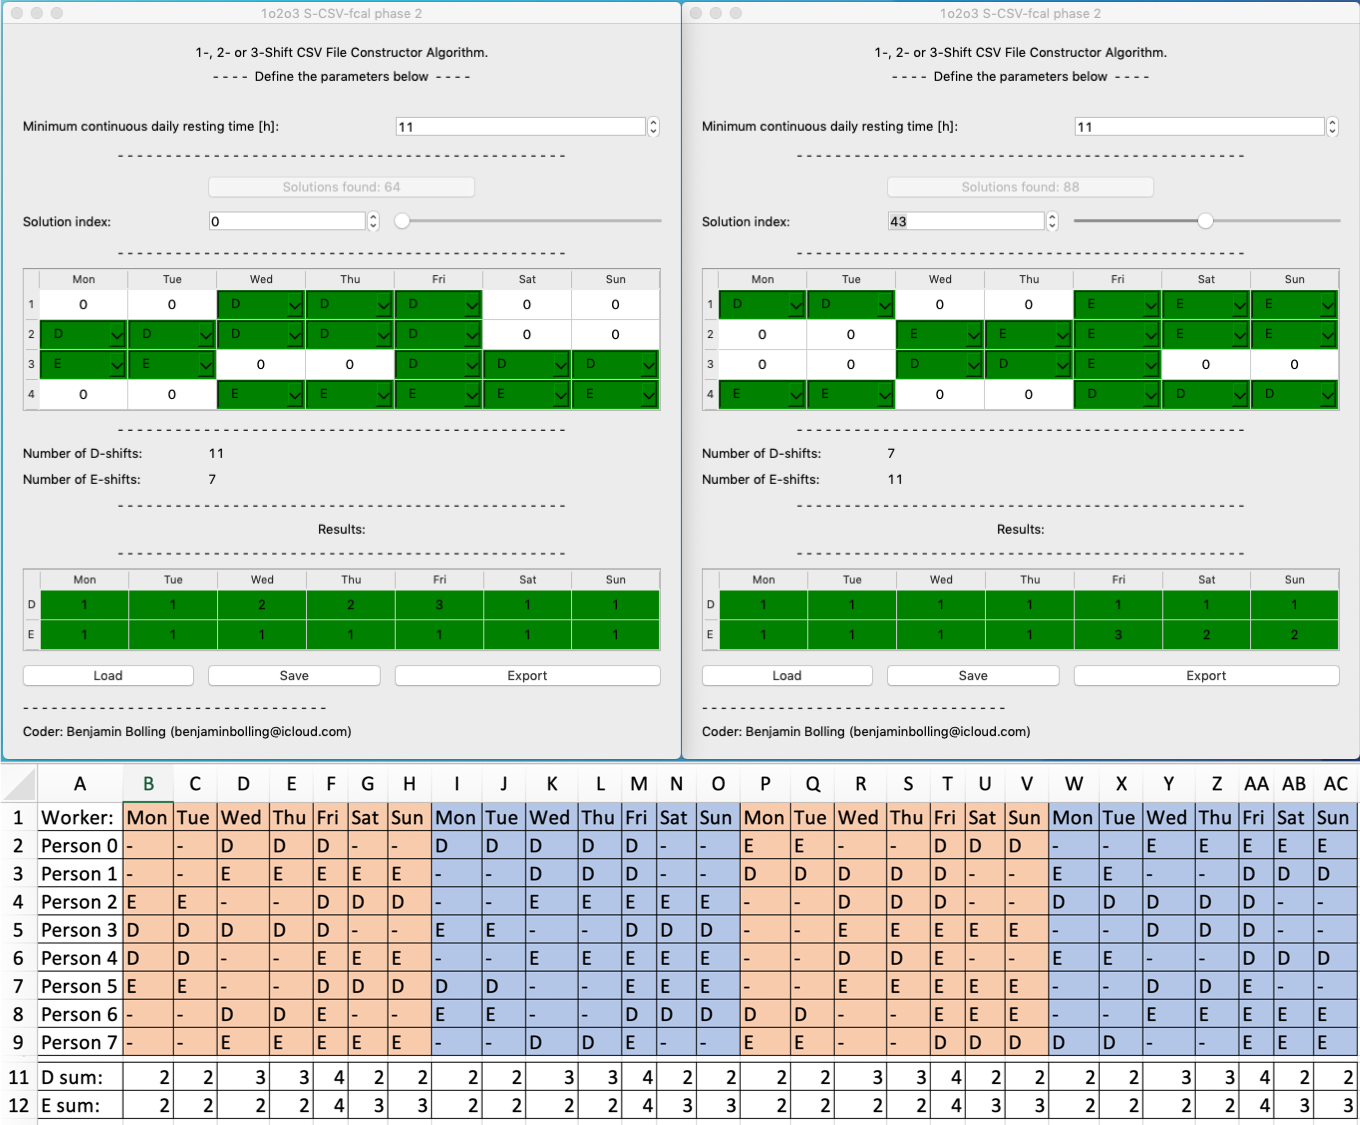 1o2o3 S-CSV-fcal phase 2
1-, 2- or 3-Shift CSV File Constructor Algorithm.
- - - - Define the parameters below - - - -
Minimum continuous daily resting time [h]: 11
Solutions found: 64
Solution index: 0
Mon Tue Wed Thu Fri Sat Sun
1 0 0 D D D 0 0
2 D D D D D 0 0
3 E E 0 0 D D D
4 0 0 E E E E E
Number of D-shifts: 11
Number of E-shifts: 7
Results:
Mon Tue Wed Thu Fri Sat Sun
D 1 1 2 2 3 1 1
E 1 1 1 1 1 1 1
Load Save Export
Coder: Benjamin Bolling (benjaminbolling@icloud.com)
1o2o3 S-CSV-fcal phase 2
1-, 2- or 3-Shift CSV File Constructor Algorithm.
- - - - Define the parameters below - - - -
Minimum continuous daily resting time [h]: 11
Solutions found: 88
Solution index: 43
Mon Tue Wed Thu Fri Sat Sun
1 D D 0 0 E E E
2 0 0 E E E E E
3 0 0 D D E 0 0
4 E E 0 0 D D D
Number of D-shifts: 7
Number of E-shifts: 11
Results:
Mon Tue Wed Thu Fri Sat Sun
D 1 1 1 1 1 1 1
E 1 1 1 1 3 2 2
Load Save Export
Coder: Benjamin Bolling (benjaminbolling@icloud.com)
A B C D E F G H I J K L M N O P Q R S T U V W X Y Z AA AB AC
1 Worker: Mon Tue Wed Thu Fri Sat Sun Mon Tue Wed Thu Fri Sat Sun Mon Tue Wed Thu Fri Sat Sun Mon Tue Wed Thu Fri Sat Sun
2 Person 0 - - D D D - - D D D D D - - E E - - D D D - - E E E E E
3 Person 1 - - E E E E E - - D D D - - D D D D D - - E E - - D D D
4 Person 2 E E - - D D D - - E E E E E - - D D D - - D D D D D - -
5 Person 3 D D D D D - - E E - - D D D - - E E E E E - - D D D - -
6 Person 4 D D - - E E E - - E E E E E - - D D E - - E E - - D D D
7 Person 5 E E - - D D D D D - - E E E - - E E E E E - - D D E - -
8 Person 6 - - D D E - - E E - - D D D D D - - E E E - - E E E E E
9 Person 7 - - E E E E E - - D D E - - E E - - D D D D D - - E E E
11 D sum: 2 2 3 3 4 2 2 2 2 3 3 4 2 2 2 2 3 3 4 2 2 2 2 3 3 4 2 2
12 E sum: 2 2 2 2 4 3 3 2 2 2 2 4 3 3 2 2 2 2 4 3 3 2 2 2 2 4 3 3